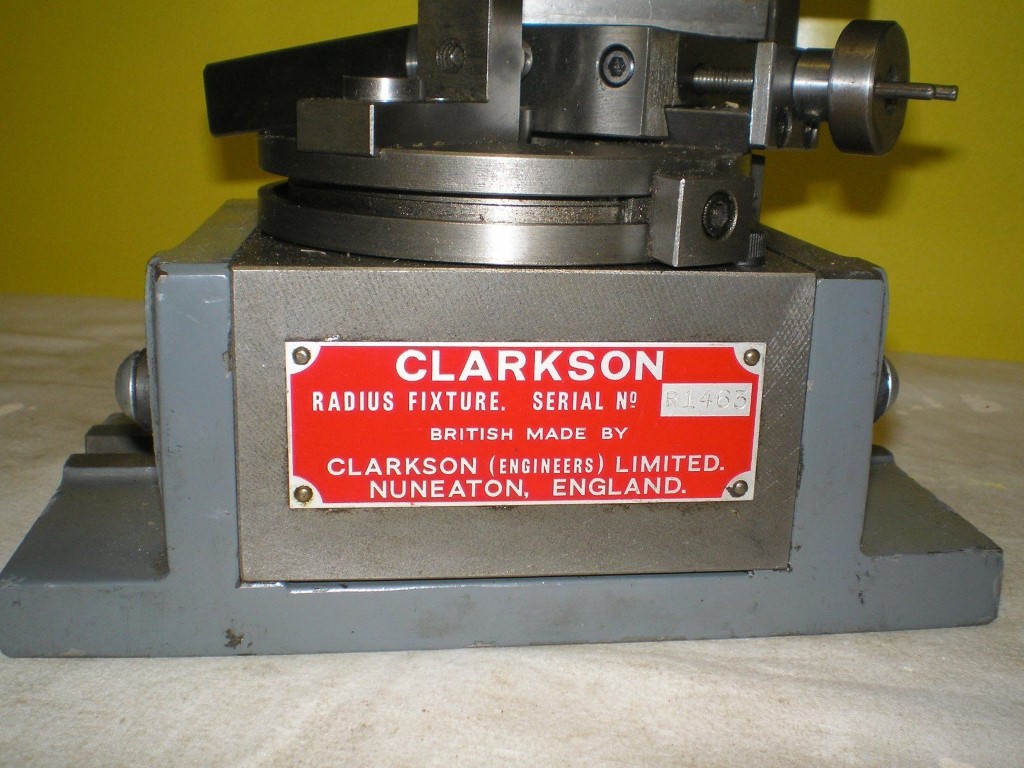 CLARKSON
RADIUS FIXTURE. SERIAL Nº R1463
BRITISH MADE BY
CLARKSON (ENGINEERS) LIMITED.
NUNEATON, ENGLAND.